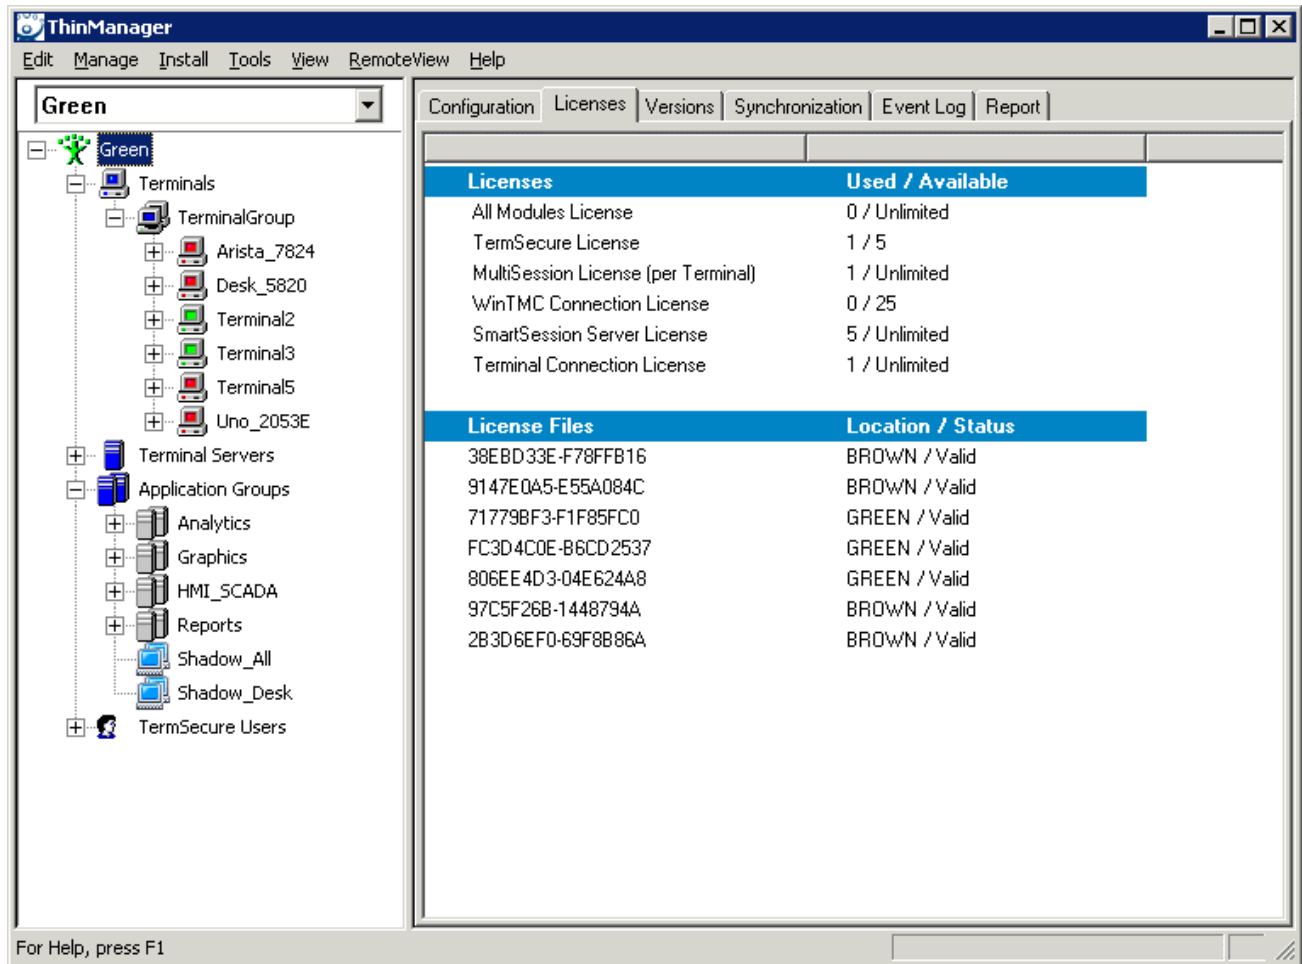 ThinManager
Edit Manage Install Tools View RemoteView Help
Green
Configuration Licenses Versions Synchronization Event Log Report
Green
Terminals
TerminalGroup
Arista_7824
Desk_5820
Terminal2
Terminal3
Terminal5
Uno_2053E
Terminal Servers
Application Groups
Analytics
Graphics
HMI_SCADA
Reports
Shadow_All
Shadow_Desk
TermSecure Users
Licenses Used / Available
All Modules License 0 / Unlimited
TermSecure License 1 / 5
MultiSession License (per Terminal) 1 / Unlimited
WinTMC Connection License 0 / 25
SmartSession Server License 5 / Unlimited
Terminal Connection License 1 / Unlimited
License Files Location / Status
38EBD33E-F78FFB16 BROWN / Valid
9147E0A5-E55A084C BROWN / Valid
71779BF3-F1F85FC0 GREEN / Valid
FC3D4C0E-B6CD2537 GREEN / Valid
806EE4D3-04E624A8 GREEN / Valid
97C5F26B-1448794A BROWN / Valid
2B3D6EF0-69F8B86A BROWN / Valid
For Help, press F1